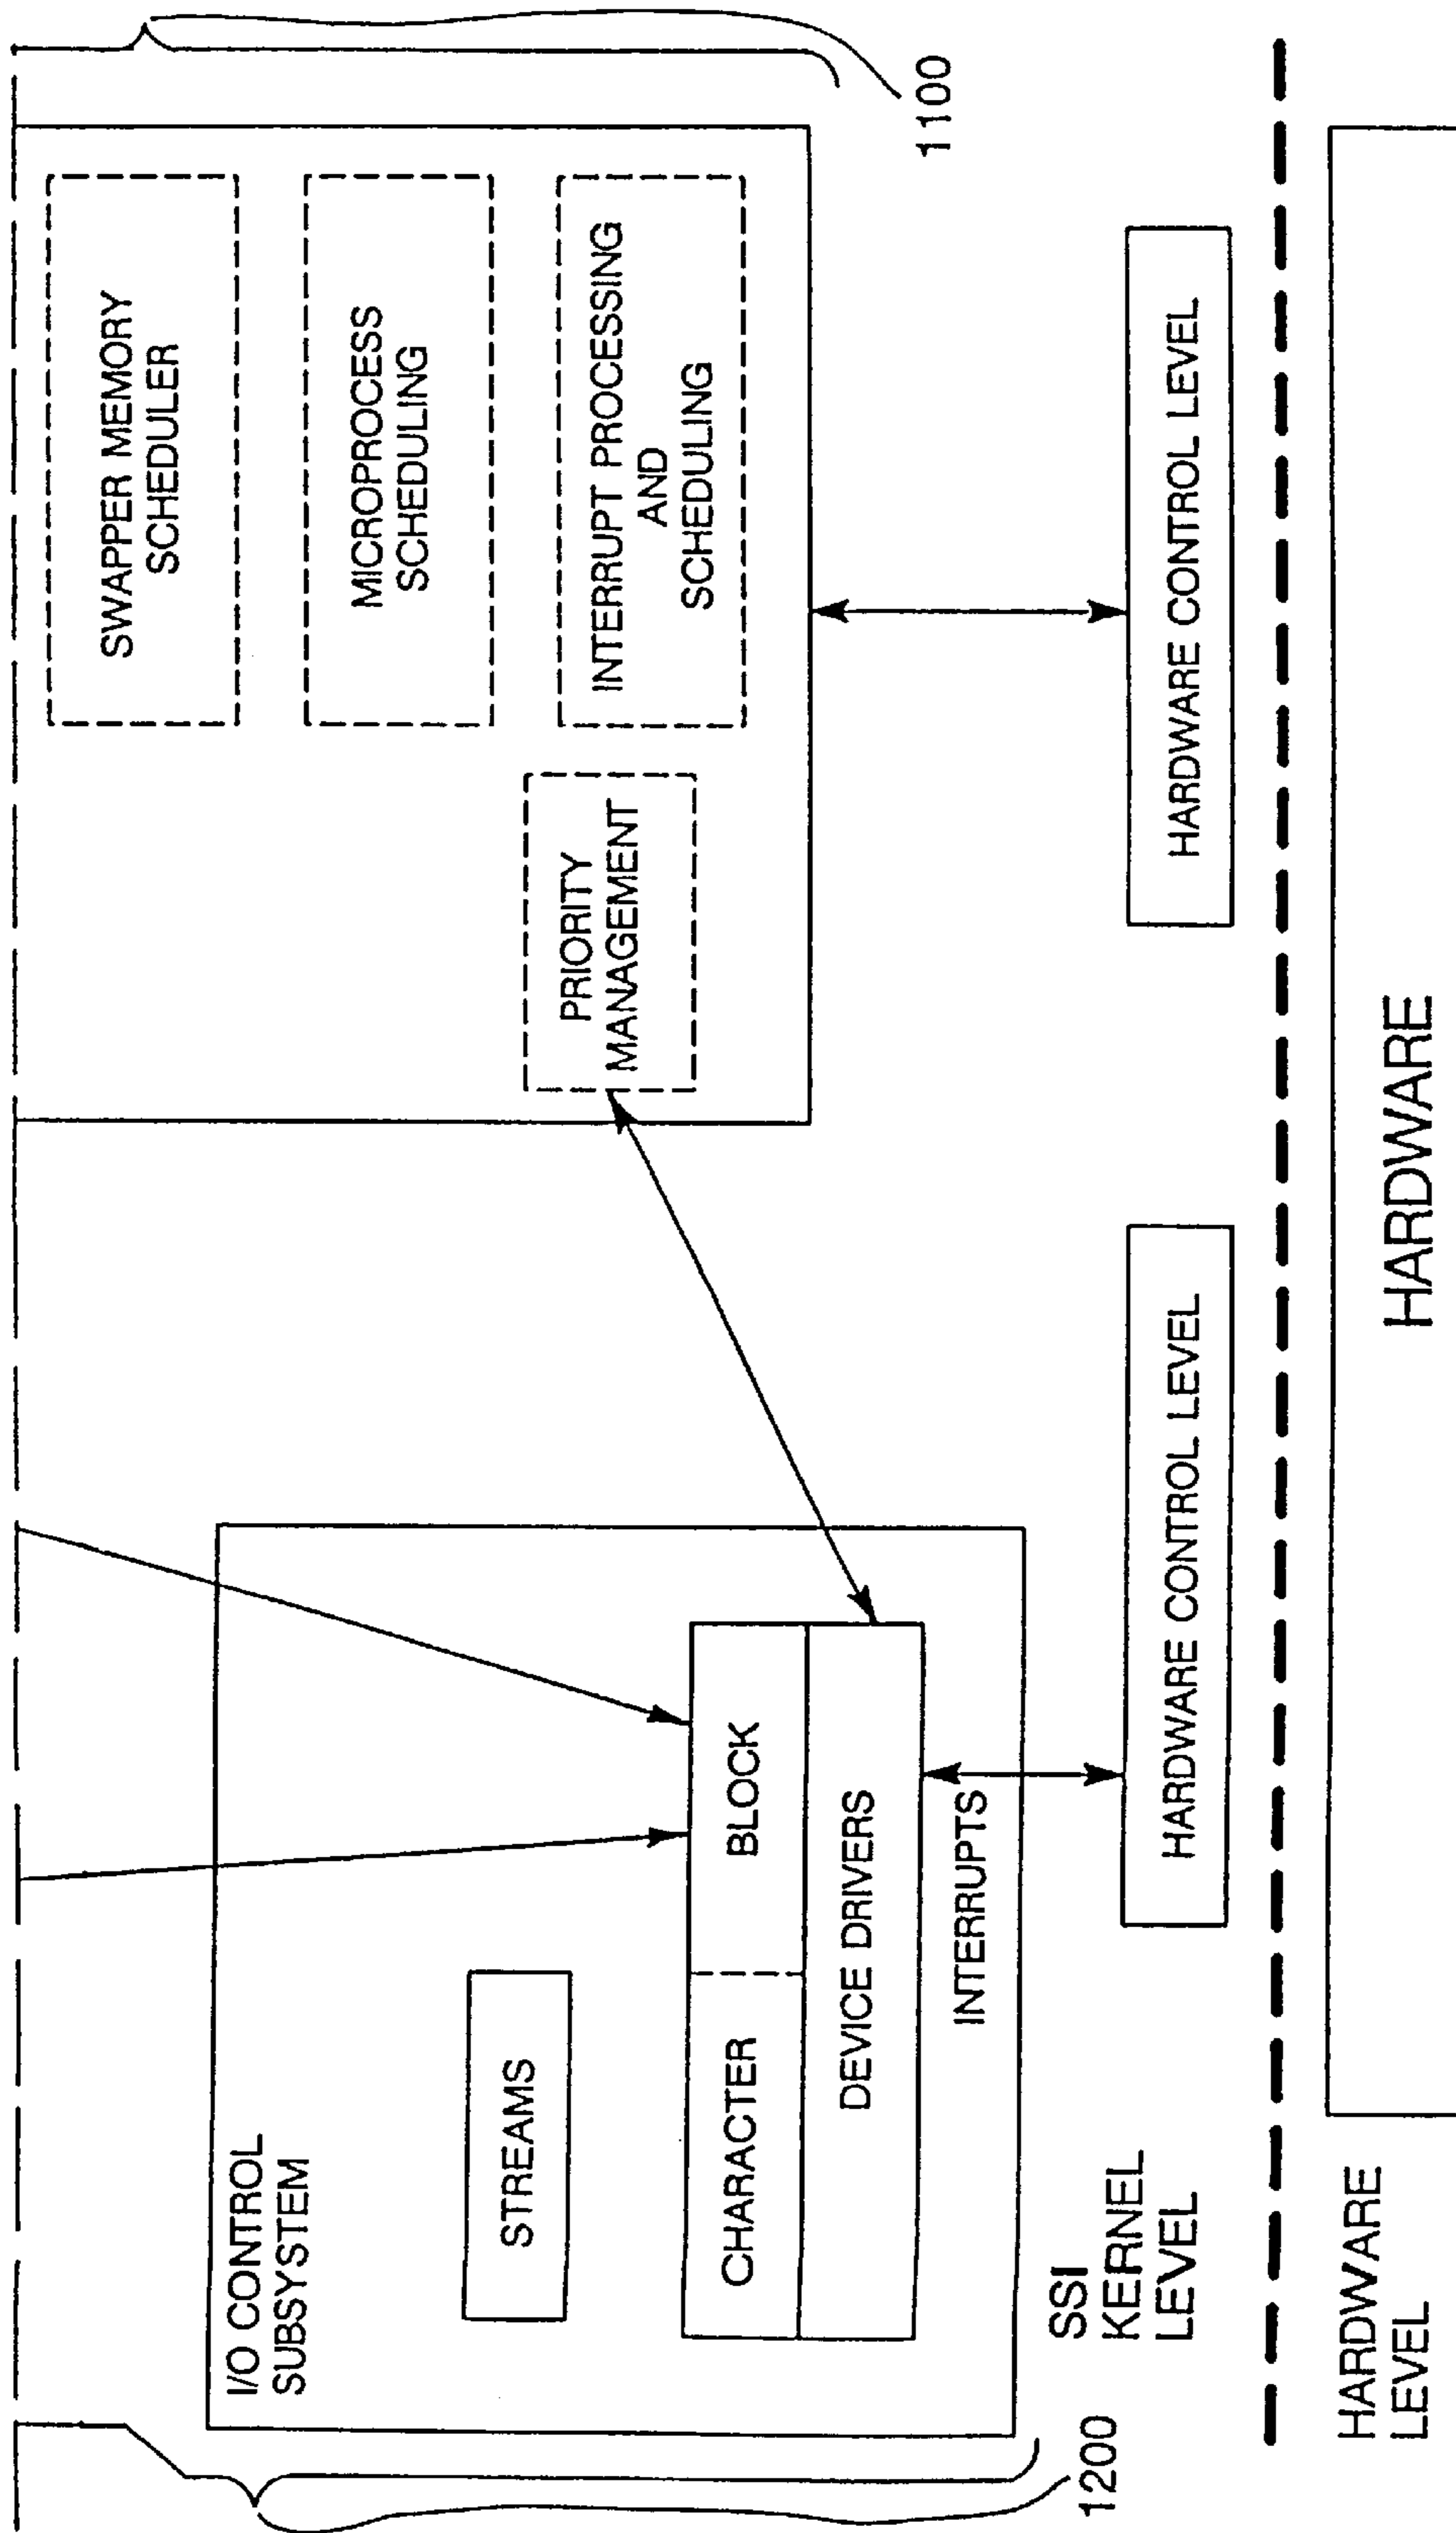 I/O CONTROL
SUBSYSTEM
STREAMS
CHARACTER
BLOCK
DEVICE DRIVERS
INTERRUPTS
SSI
KERNEL
LEVEL
1200
SWAPPER MEMORY
SCHEDULER
MICROPROCESS
SCHEDULING
INTERRUPT PROCESSING
AND
SCHEDULING
PRIORITY
MANAGEMENT
1100
HARDWARE CONTROL LEVEL
HARDWARE CONTROL LEVEL
HARDWARE
LEVEL
HARDWARE